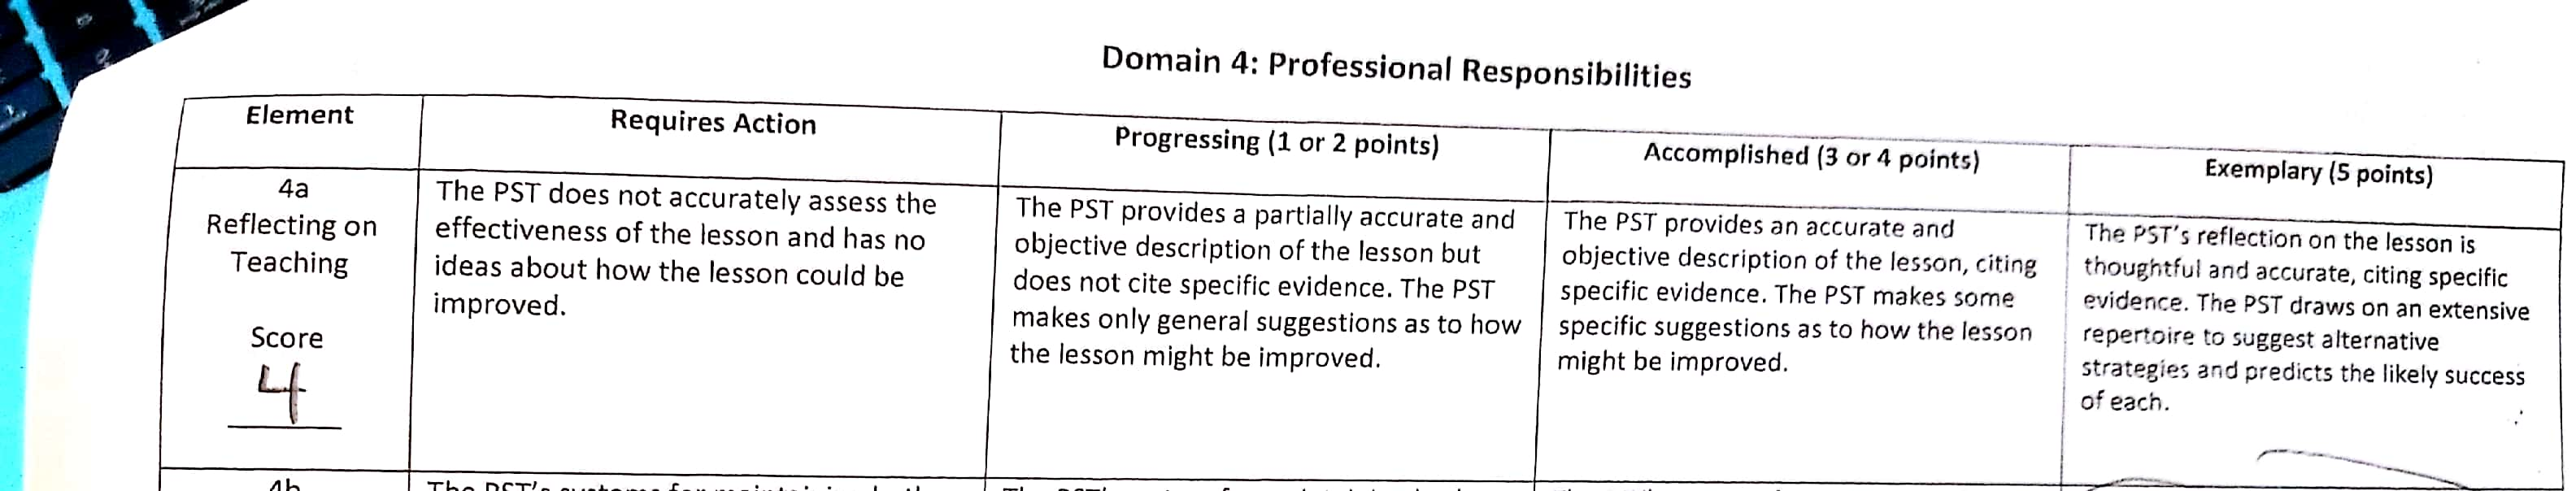 Domain 4: Professional Responsibilities
Element
Requires Action
Progressing (1 or 2 points)
Accomplished (3 or 4 points)
Exemplary (5 points)
4a
Reflecting on
Teaching
Score
4
The PST does not accurately assess the
effectiveness of the lesson and has no
ideas about how the lesson could be
improved.
The PST provides a partially accurate and
objective description of the lesson but
does not cite specific evidence. The PST
makes only general suggestions as to how
the lesson might be improved.
The PST provides an accurate and
objective description of the lesson, citing
specific evidence. The PST makes some
specific suggestions as to how the lesson
might be improved.
The PST's reflection on the lesson is
thoughtful and accurate, citing specific
evidence. The PST draws on an extensive
repertoire to suggest alternative
strategies and predicts the likely success
of each.
4b
The PST's systems for